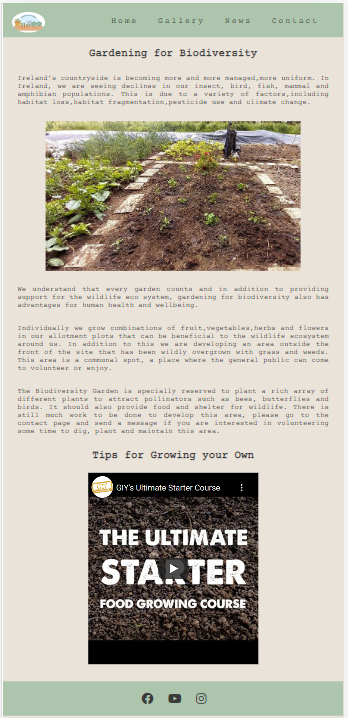 Home Gallery News Contact
Gardening for Biodiversity
Ireland's countryside is becoming more and more managed,more uniform. In
Ireland, we are seeing declines in our insect, bird, fish, mammal and
amphibian populations. This is due to a variety of factors,including
habitat loss,habitat fragmentation,pesticide use and climate change.
We understand that every garden counts and in addition to providing
support for the wildlife eco system, gardening for biodiversity also has
advantages for human health and wellbeing.
Individually we grow combinations of fruit,vegetables,herbs and flowers
in our allotment plots that can be beneficial to the wildlife ecosystem
around us. In addition to this we are developing an area outside the
front of the site that has been wildly overgrown with grass and weeds.
This area is a communal spot, a place where the general public can come
to volunteer or enjoy.
The Biodiversity Garden is specially reserved to plant a rich array of
different plants to attract pollinators such as bees, butterflies and
birds. It should also provide food and shelter for wildlife. There is
still much work to be done to develop this area, please go to the
contact page and send a message if you are interested in volunteering
some time to dig, plant and maintain this area.
Tips for Growing your Own
GIY's Ultimate Starter Course
THE ULTIMATE
STARTER
FOOD GROWING COURSE